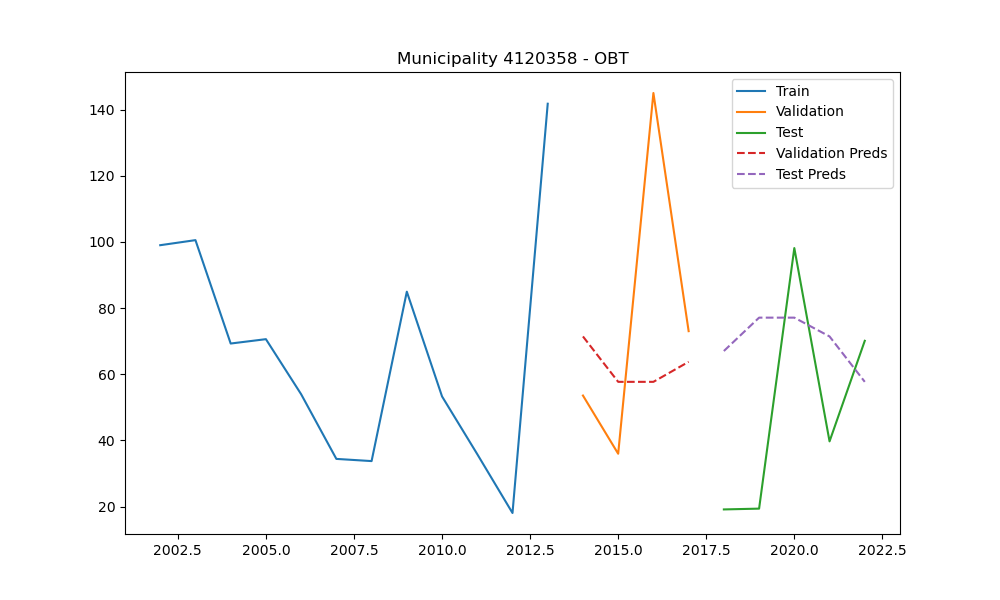 Municipality 4120358 - OBT
Train
Validation
Test
Validation Preds
Test Preds
140
120
100
80
60
40
20
2002.5 2005.0 2007.5 2010.0 2012.5 2015.0 2017.5 2020.0 2022.5